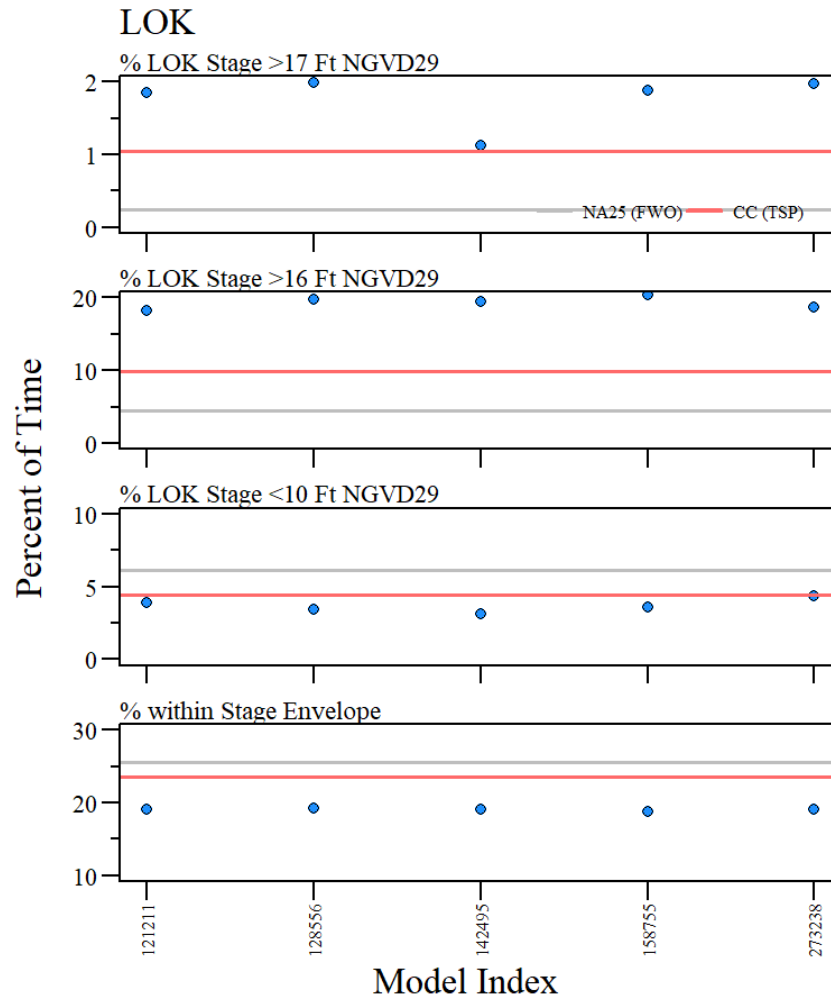 LOK
% LOK Stage >17 Ft NGVD29
2
1
0
NA25 (FWO) CC (TSP)
% LOK Stage >16 Ft NGVD29
20
10
0
% LOK Stage <10 Ft NGVD29
10
5
0
% within Stage Envelope
30
20
10
Percent of Time
121211
128556
142495
158755
273238
Model Index